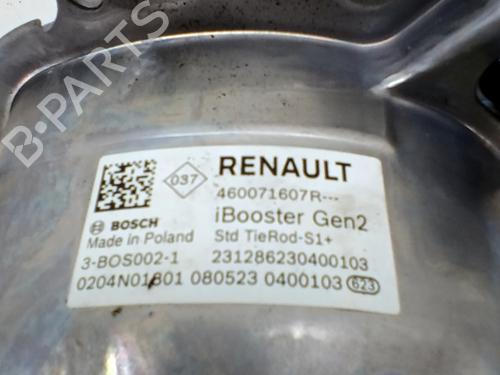 B-PARTS
037
RENAULT
460071607R---
BOSCH
iBooster Gen2
Made in Poland
Std TieRod-S1+
3-BOS002-1
231286230400103
0204N01801 080523 0400103 623